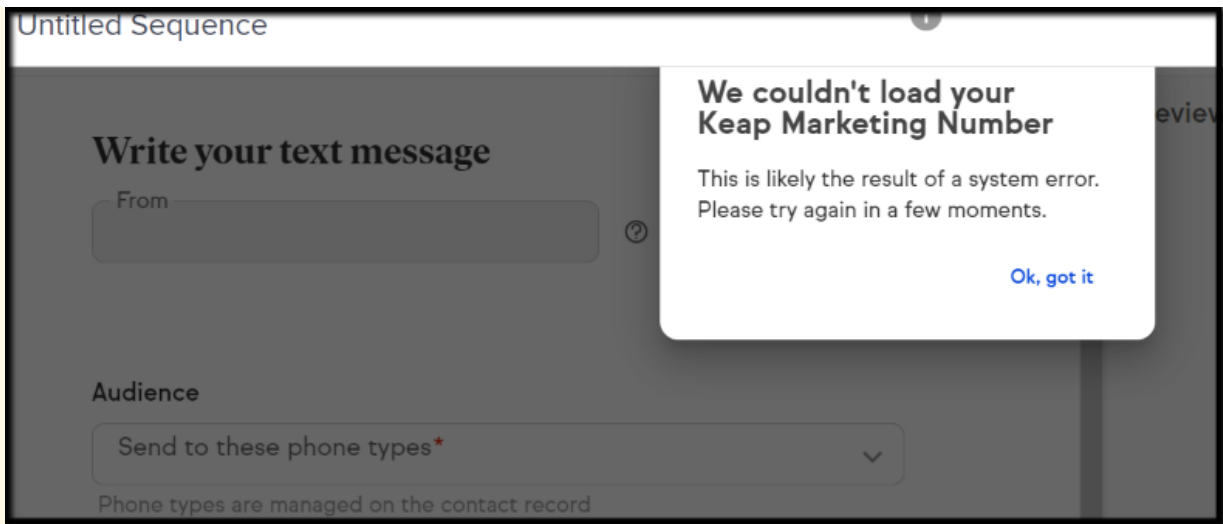 Untitled Sequence
We couldn't load your
Keap Marketing Number
This is likely the result of a system error.
Please try again in a few moments.
Ok, got it
Write your text message
From
Audience
Send to these phone types*
Phone types are managed on the contact record